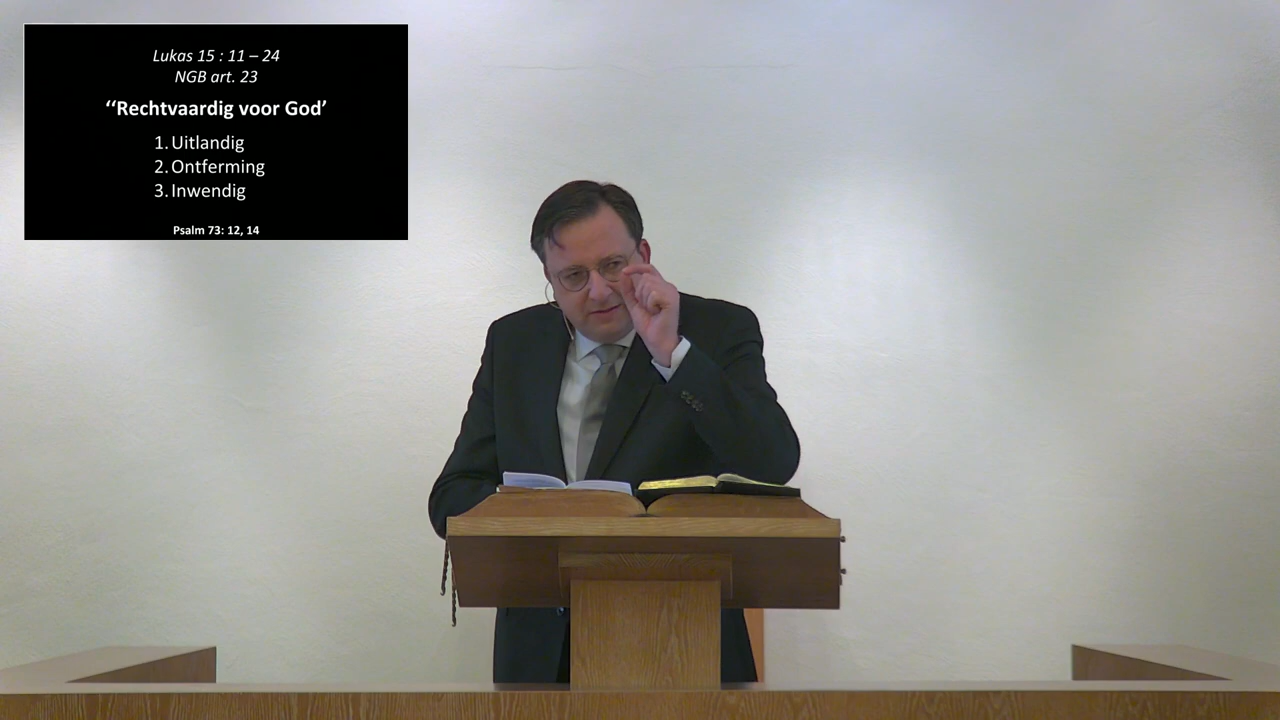 Lukas 15 : 11 – 24
NGB art. 23
‘‘Rechtvaardig voor God’
1. Uitlandig
2. Ontferming
3. Inwendig
Psalm 73: 12, 14